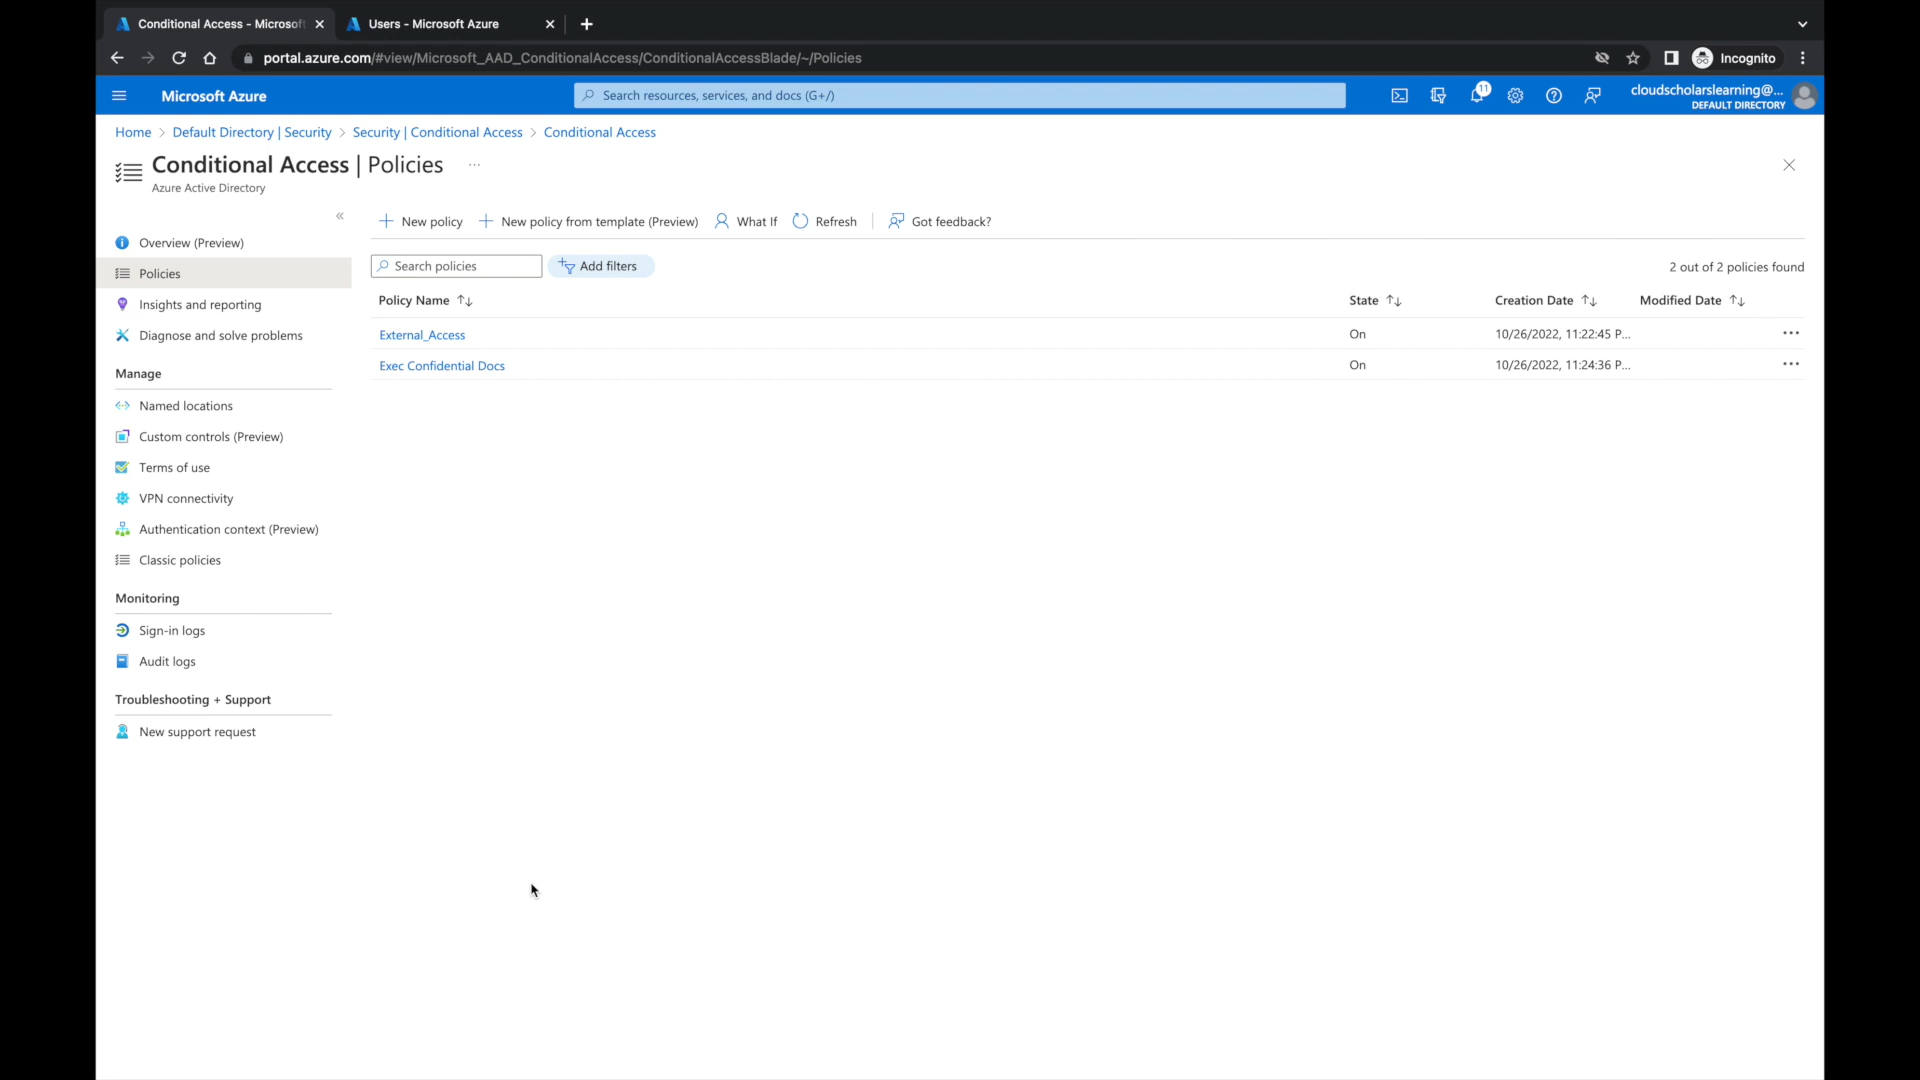 Conditional Access - Microsoft
Users - Microsoft Azure
portal.azure.com/#view/Microsoft_AAD_ConditionalAccess/ConditionalAccessBlade/~/Policies
Incognito
Microsoft Azure
Search resources, services, and docs (G+/)
11
cloudscholarslearning@...
DEFAULT DIRECTORY
Home > Default Directory | Security > Security | Conditional Access > Conditional Access
Conditional Access | Policies ...
Azure Active Directory
«
New policy
New policy from template (Preview)
What If
Refresh
Got feedback?
Overview (Preview)
Policies
Insights and reporting
Diagnose and solve problems
Manage
Named locations
Custom controls (Preview)
Terms of use
VPN connectivity
Authentication context (Preview)
Classic policies
Monitoring
Sign-in logs
Audit logs
Troubleshooting + Support
New support request
Search policies
Add filters
2 out of 2 policies found
Policy Name ↑↓ State ↑↓ Creation Date ↑↓ Modified Date ↑↓
External_Access On 10/26/2022, 11:22:45 P... ...
Exec Confidential Docs On 10/26/2022, 11:24:36 P... ...